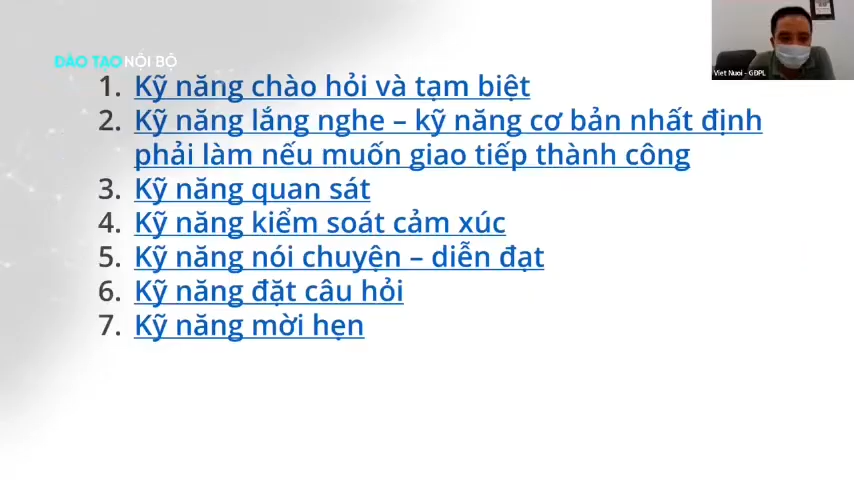 ĐÀO TẠO NỘI BỘ
Viet Nuoi - GĐPL
1. Kỹ năng chào hỏi và tạm biệt
2. Kỹ năng lắng nghe – kỹ năng cơ bản nhất định
phải làm nếu muốn giao tiếp thành công
3. Kỹ năng quan sát
4. Kỹ năng kiểm soát cảm xúc
5. Kỹ năng nói chuyện – diễn đạt
6. Kỹ năng đặt câu hỏi
7. Kỹ năng mời hẹn